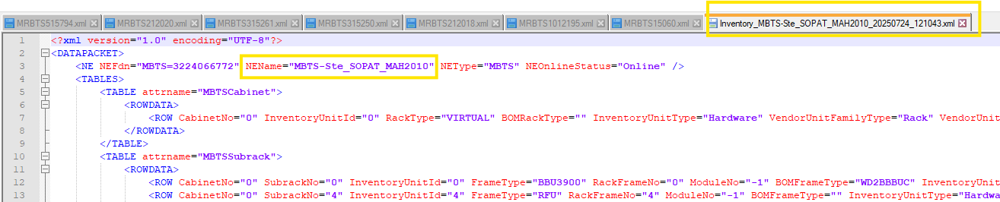 MRBTS515794.xml MRBTS212020.xml MRBTS315261.xml MRBTS315250.xml MRBTS212018.xml MRBTS1012195.xml MRBTS15060.xml Inventory_MBTS-Ste_SOPAT_MAH2010_20250724_121043.xml
1 <?xml version="1.0" encoding="UTF-8"?>
2 <DATAPACKET>
3 <NE NEFdn="MBTS=3224066772" NEName="MBTS-Ste_SOPAT_MAH2010" NEType="MBTS" NEOnlineStatus="Online" />
4 <TABLES>
5 <TABLE attrname="MBTSCabinet">
6 <ROWDATA>
7 <ROW CabinetNo="0" InventoryUnitId="0" RackType="VIRTUAL" BOMRackType="" InventoryUnitType="Hardware" VendorUnitFamilyType="Rack" VendorUnit
8 </ROWDATA>
9 </TABLE>
10 <TABLE attrname="MBTSSubrack">
11 <ROWDATA>
12 <ROW CabinetNo="0" SubrackNo="0" InventoryUnitId="0" FrameType="BBU3900" RackFrameNo="0" ModuleNo="-1" BOMFrameType="WD2BBBUC" InventoryUnit
13 <ROW CabinetNo="0" SubrackNo="4" InventoryUnitId="4" FrameType="RFU" RackFrameNo="4" ModuleNo="-1" BOMFrameType="" InventoryUnitType="Hardwa